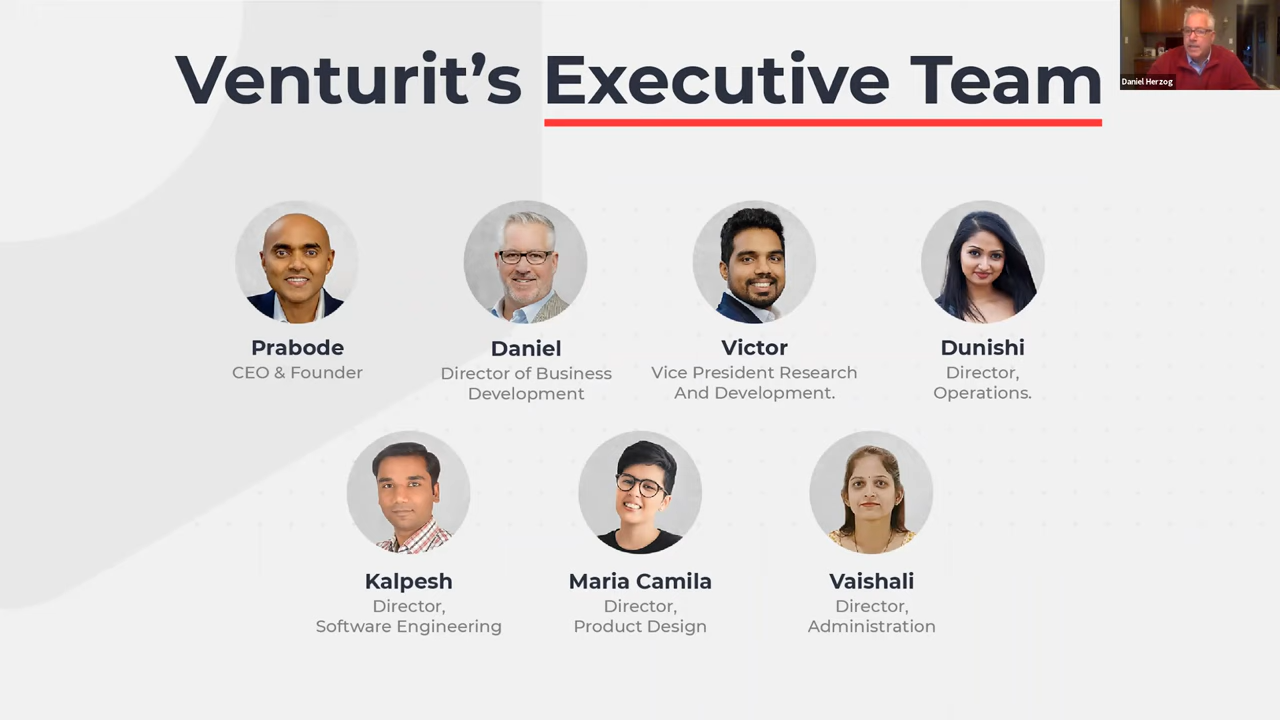 Venturit’s Executive Team
Daniel Herzog
Prabode
CEO & Founder
Daniel
Director of Business
Development
Victor
Vice President Research
And Development.
Dunishi
Director,
Operations.
Kalpesh
Director,
Software Engineering
Maria Camila
Director,
Product Design
Vaishali
Director,
Administration